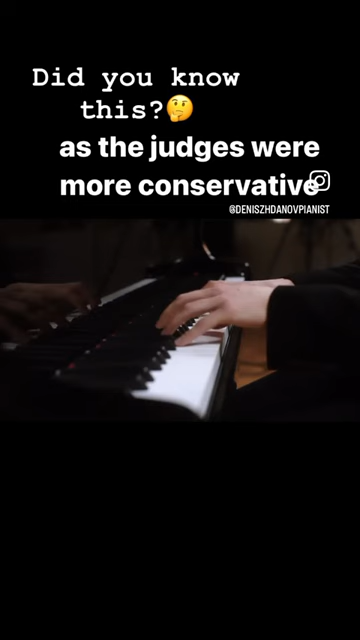 Did you know
this?🤔
as the judges were
more conservative
@DENISZHDANOVPIANIST